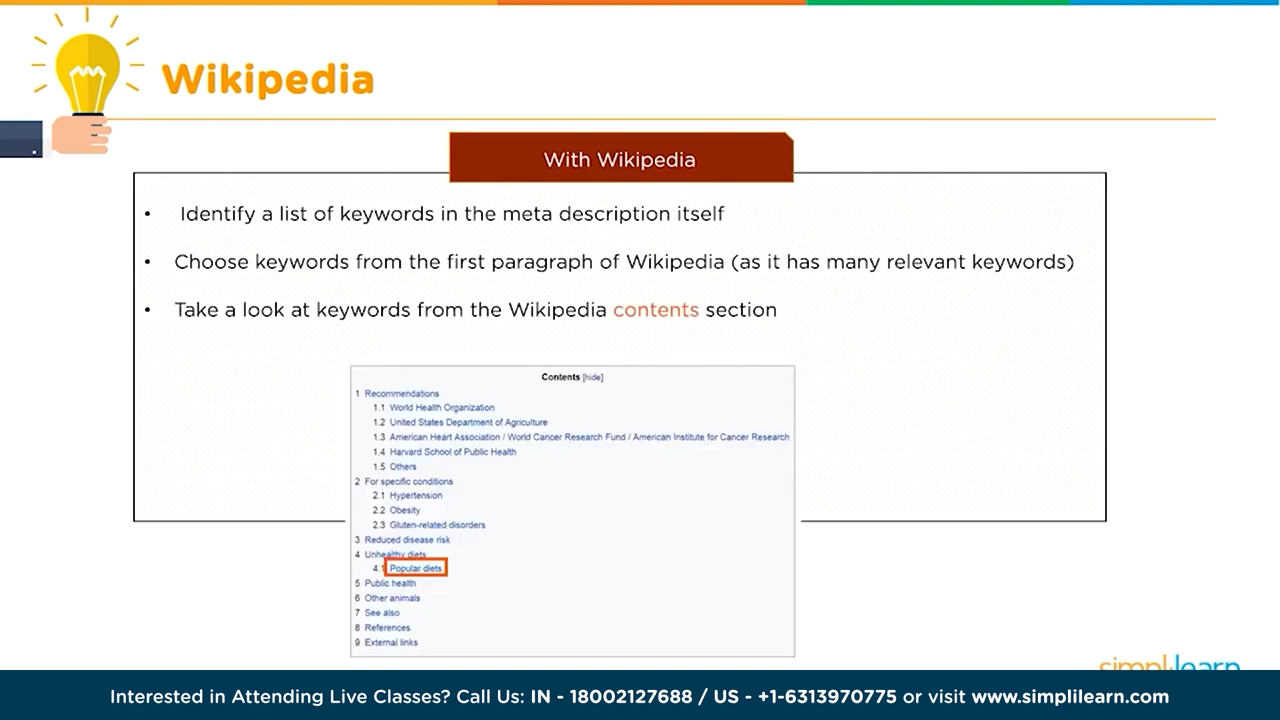 Wikipedia
With Wikipedia
• Identify a list of keywords in the meta description itself
• Choose keywords from the first paragraph of Wikipedia (as it has many relevant keywords)
• Take a look at keywords from the Wikipedia contents section
Contents [hide]
1 Recommendations
1.1 World Health Organization
1.2 United States Department of Agriculture
1.3 American Heart Association / World Cancer Research Fund / American Institute for Cancer Research
1.4 Harvard School of Public Health
1.5 Others
2 For specific conditions
2.1 Hypertension
2.2 Obesity
2.3 Gluten-related disorders
3 Reduced disease risk
4 Unhealthy diets
4.1 Popular diets
5 Public health
6 Other animals
7 See also
8 References
9 External links
simplilearn
Interested in Attending Live Classes? Call Us: IN - 18002127688 / US - +1-6313970775 or visit www.simplilearn.com